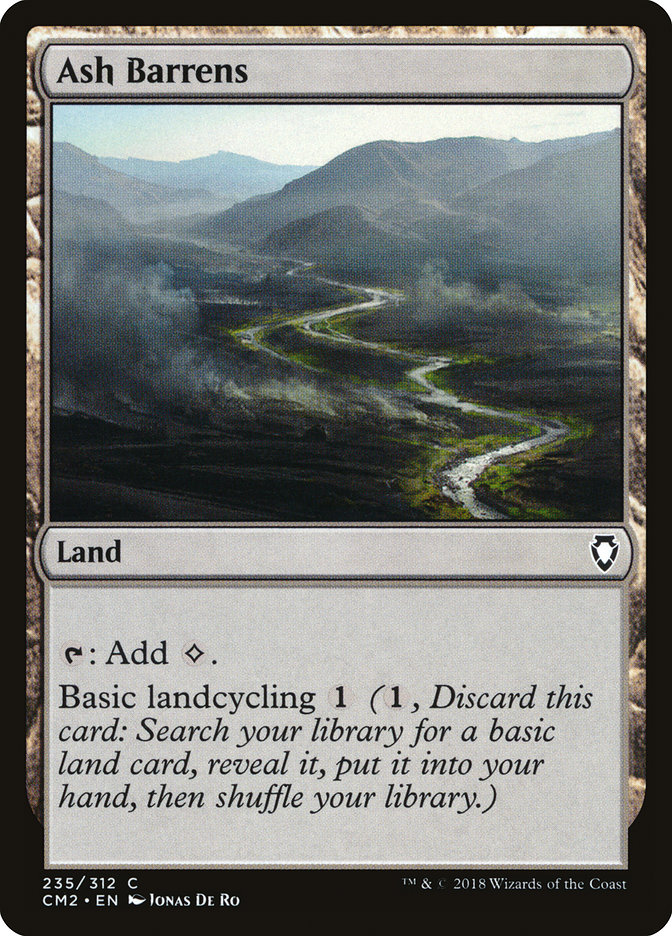 Ash Barrens
Land
: Add .
Basic landcycling 1 (1, Discard this
card: Search your library for a basic
land card, reveal it, put it into your
hand, then shuffle your library.)
235/312 C
CM2 • EN Jonas De Ro
™ & © 2018 Wizards of the Coast